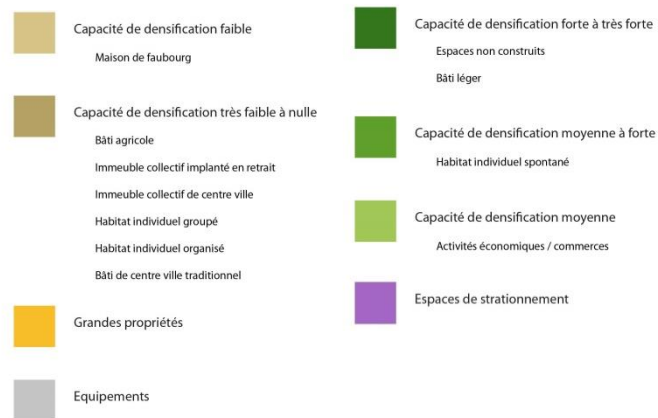 Capacité de densification faible
Maison de faubourg
Capacité de densification très faible à nulle
Bâti agricole
Immeuble collectif implanté en retrait
Immeuble collectif de centre ville
Habitat individuel groupé
Habitat individuel organisé
Bâti de centre ville traditionnel
Grandes propriétés
Equipements
Capacité de densification forte à très forte
Espaces non construits
Bâti léger
Capacité de densification moyenne à forte
Habitat individuel spontané
Capacité de densification moyenne
Activités économiques / commerces
Espaces de strationnement